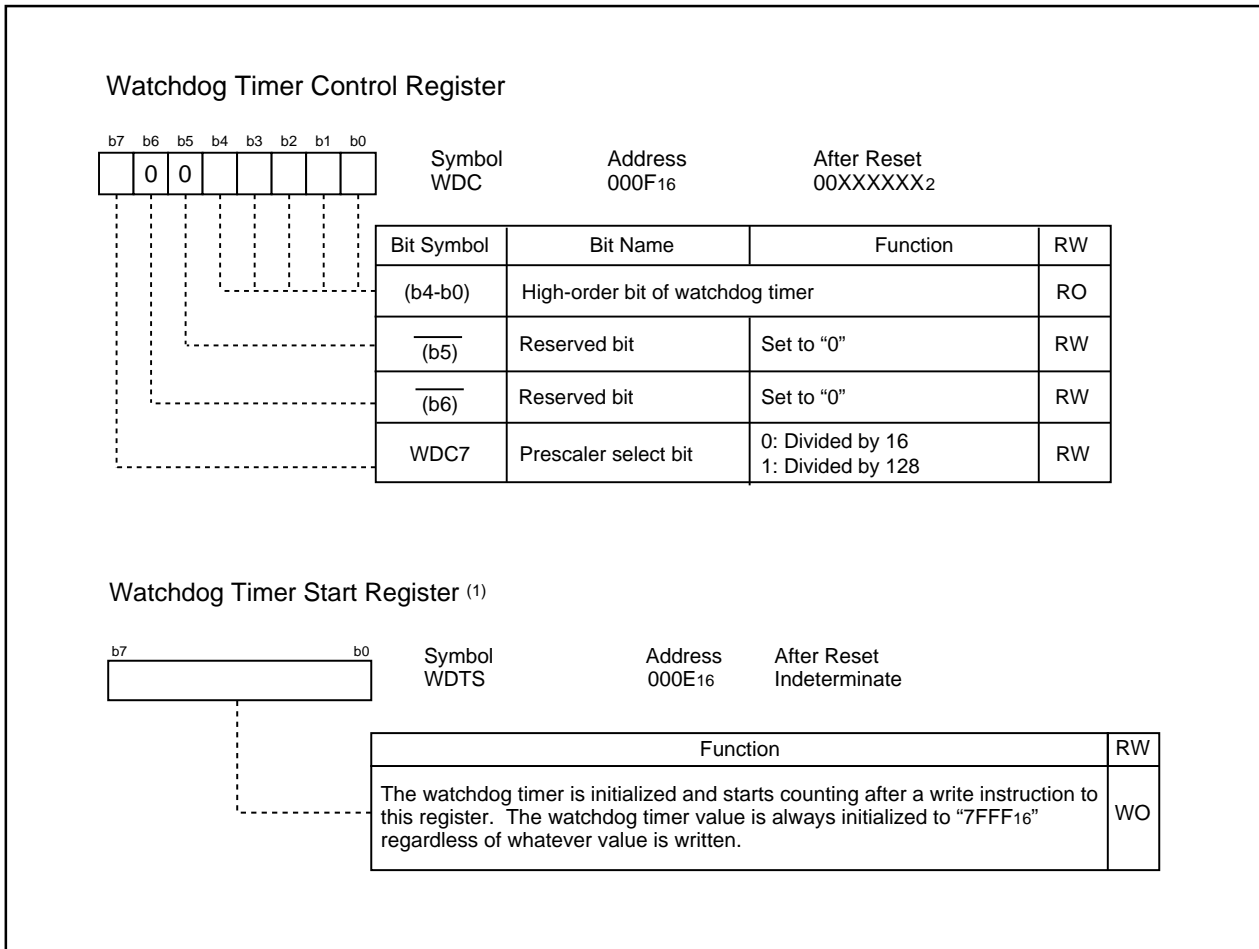 Watchdog Timer Control Register
b7 b6 b5 b4 b3 b2 b1 b0
0 0
Symbol Address After Reset
WDC 000F16 00XXXXXX2
Bit Symbol Bit Name Function RW
(b4-b0) High-order bit of watchdog timer RO
(b5) Reserved bit Set to “0” RW
(b6) Reserved bit Set to “0” RW
WDC7 Prescaler select bit 0: Divided by 16
1: Divided by 128 RW
Watchdog Timer Start Register (1)
b7 b0
Symbol Address After Reset
WDTS 000E16 Indeterminate
Function RW
The watchdog timer is initialized and starts counting after a write instruction to
this register. The watchdog timer value is always initialized to “7FFF16”
regardless of whatever value is written.
WO